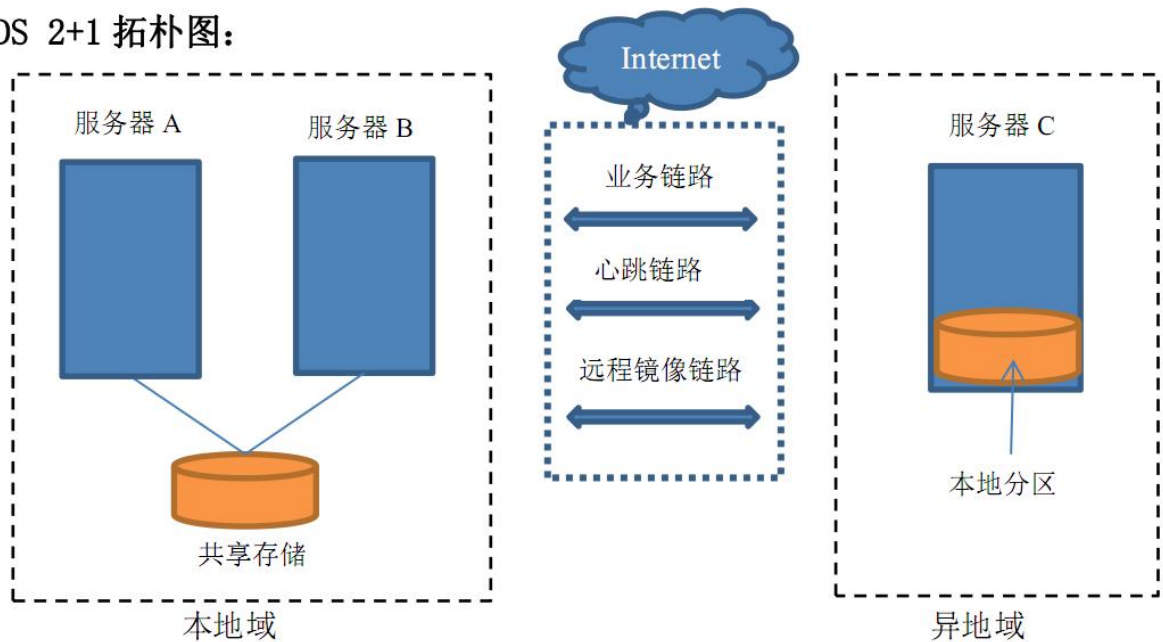 OS 2+1 拓朴图：
Internet
服务器 A
服务器 B
业务链路
心跳链路
远程镜像链路
服务器 C
本地分区
共享存储
本地域
异地域